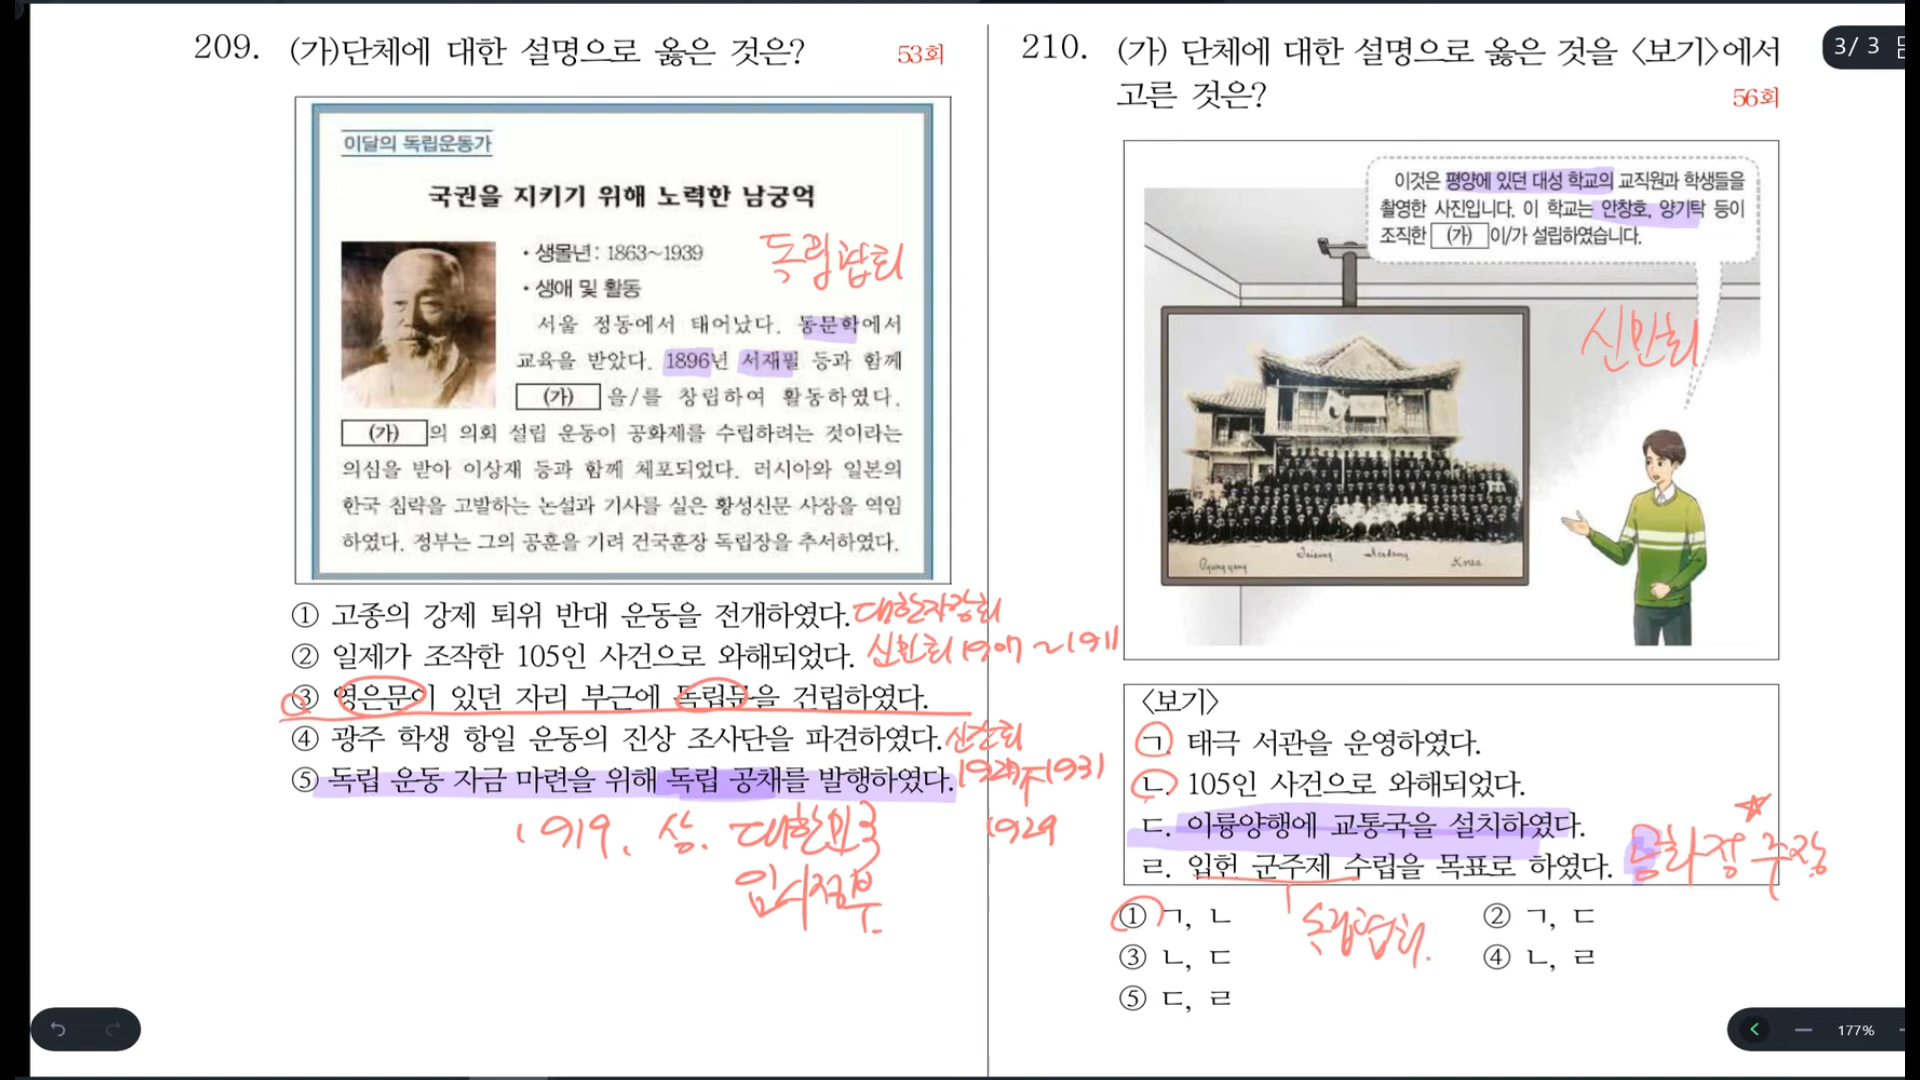 209. (가)단체에 대한 설명으로 옳은 것은?
53회
이달의 독립운동가
국권을 지키기 위해 노력한 남궁억
• 생몰년 : 1863~1939
독립협회
• 생애 및 활동
서울 정동에서 태어났다. 동문학에서
교육을 받았다. 1896년 서재필 등과 함께
(가) 을/를 창립하여 활동하였다.
(가) 의 의회 설립 운동이 공화제를 수립하려는 것이라는
의심을 받아 이상재 등과 함께 체포되었다. 러시아와 일본의
한국 침략을 고발하는 논설과 기사를 실은 황성신문 사장을 역임
하였다. 정부는 그의 공훈을 기려 건국훈장 독립장을 추서하였다.
① 고종의 강제 퇴위 반대 운동을 전개하였다. 대한자강회
② 일제가 조작한 105인 사건으로 와해되었다. 신민회 1907~1911
③ 영은문이 있던 자리 부근에 독립문을 건립하였다.
④ 광주 학생 항일 운동의 진상 조사단을 파견하였다. 신간회
⑤ 독립 운동 자금 마련을 위해 독립 공채를 발행하였다. 1927 1931
1929
1919. 상. 대한민국
임시정부
210. (가) 단체에 대한 설명으로 옳은 것을 <보기>에서
고른 것은?
56회
이것은 평양에 있던 대성 학교의 교직원과 학생들을
촬영한 사진입니다. 이 학교는 안창호, 양기탁 등이
조직한 (가) 이/가 설립하였습니다.
신민회
Pyengyang Taisung Academy Korea
<보기>
ㄱ. 태극 서관을 운영하였다.
ㄴ. 105인 사건으로 와해되었다.
ㄷ. 이륭양행에 교통국을 설치하였다.
ㄹ. 입헌 군주제 수립을 목표로 하였다. 공화정 주장
독립협회.
① ㄱ, ㄴ
② ㄱ, ㄷ
③ ㄴ, ㄷ
④ ㄴ, ㄹ
⑤ ㄷ, ㄹ
3/ 3
177%